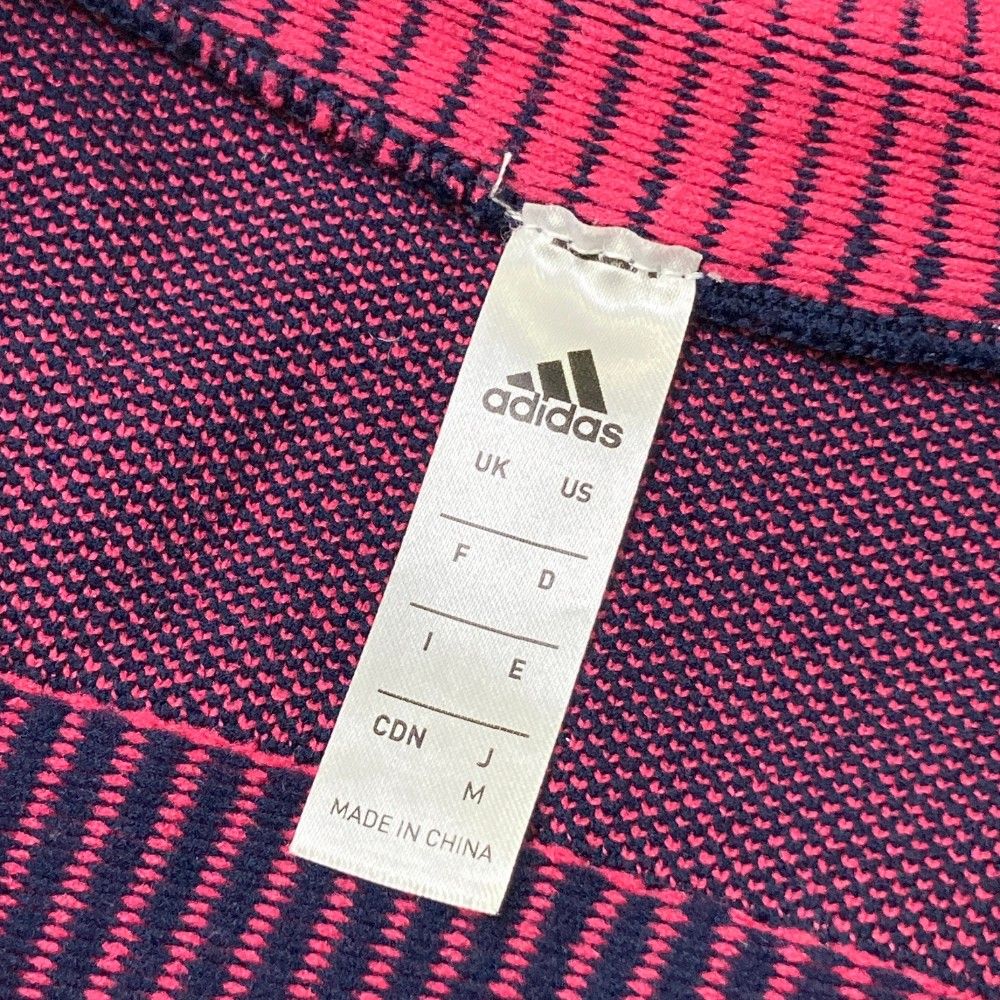 adidas
UK US
F D
I E
CDN J
M
MADE IN CHINA